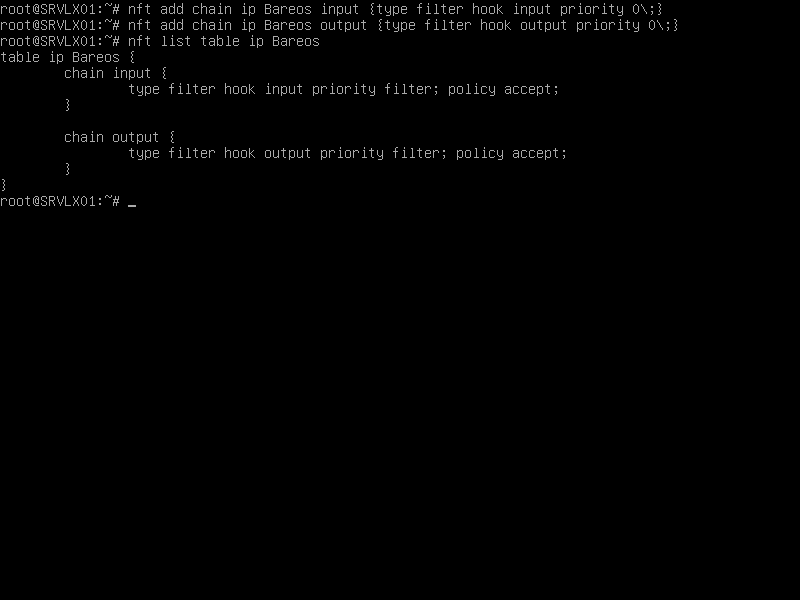 root@SRVLX01:~# nft add chain ip Bareos input {type filter hook input priority 0\;}
root@SRVLX01:~# nft add chain ip Bareos output {type filter hook output priority 0\;}
root@SRVLX01:~# nft list table ip Bareos
table ip Bareos {
        chain input {
                type filter hook input priority filter; policy accept;
        }

        chain output {
                type filter hook output priority filter; policy accept;
        }
}
root@SRVLX01:~# _